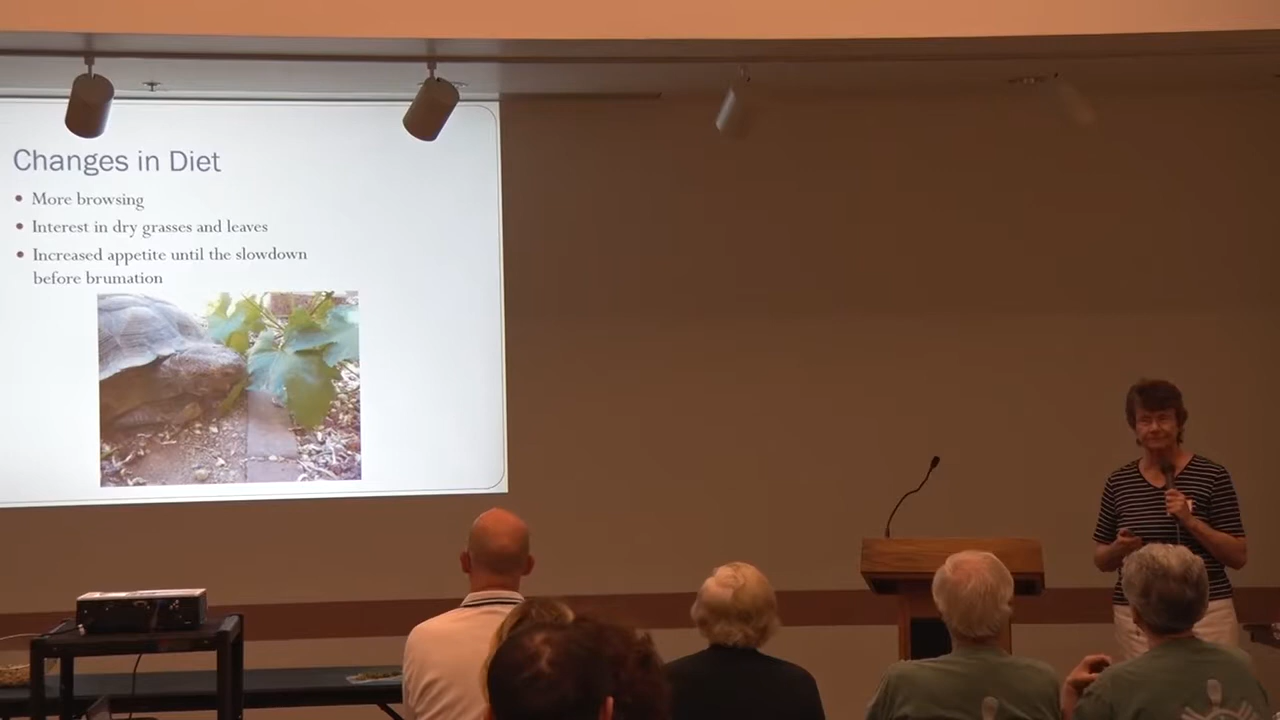 Changes in Diet
• More browsing
• Interest in dry grasses and leaves
• Increased appetite until the slowdown
before brumation